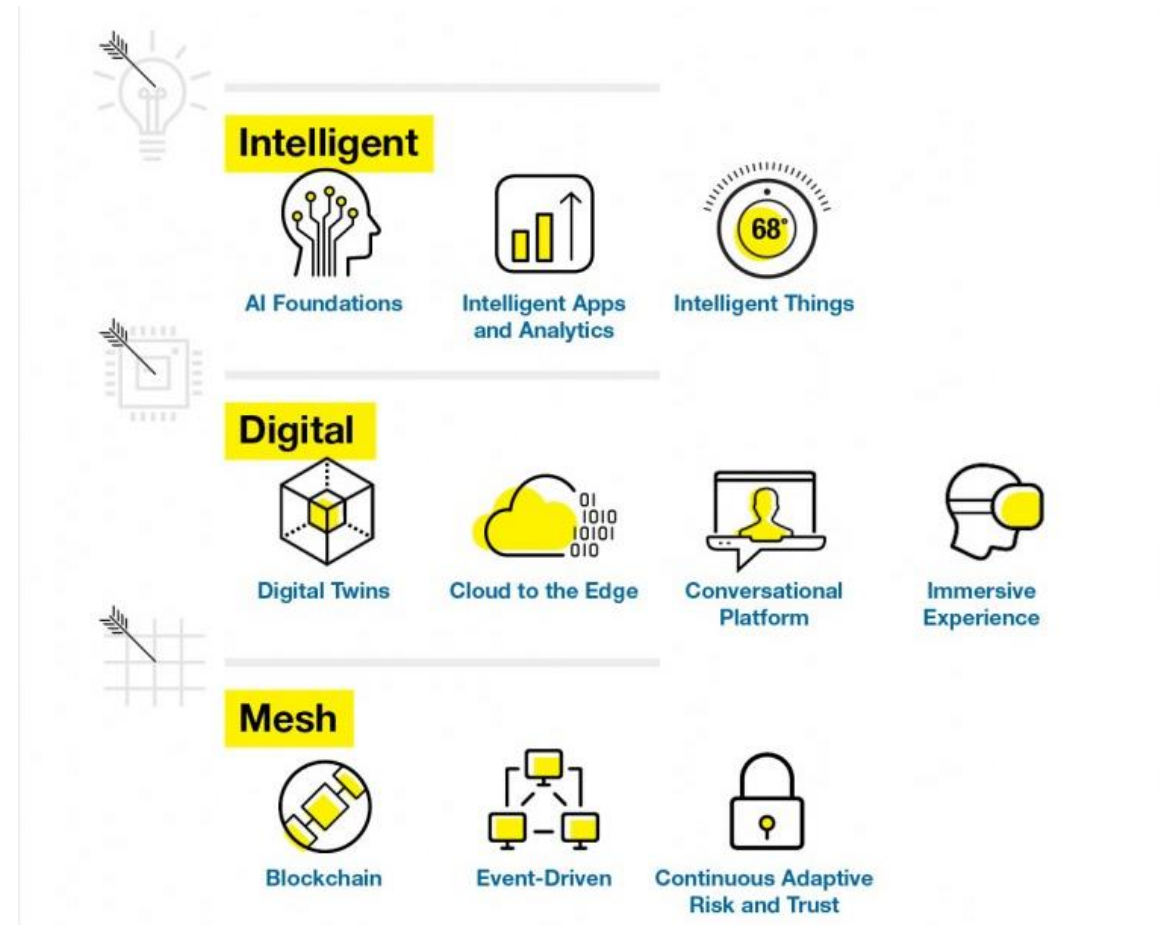 Intelligent
68°
AI Foundations
Intelligent Apps
and Analytics
Intelligent Things
Digital
01
1010
10101
010
Digital Twins
Cloud to the Edge
Conversational
Platform
Immersive
Experience
Mesh
Blockchain
Event-Driven
Continuous Adaptive
Risk and Trust